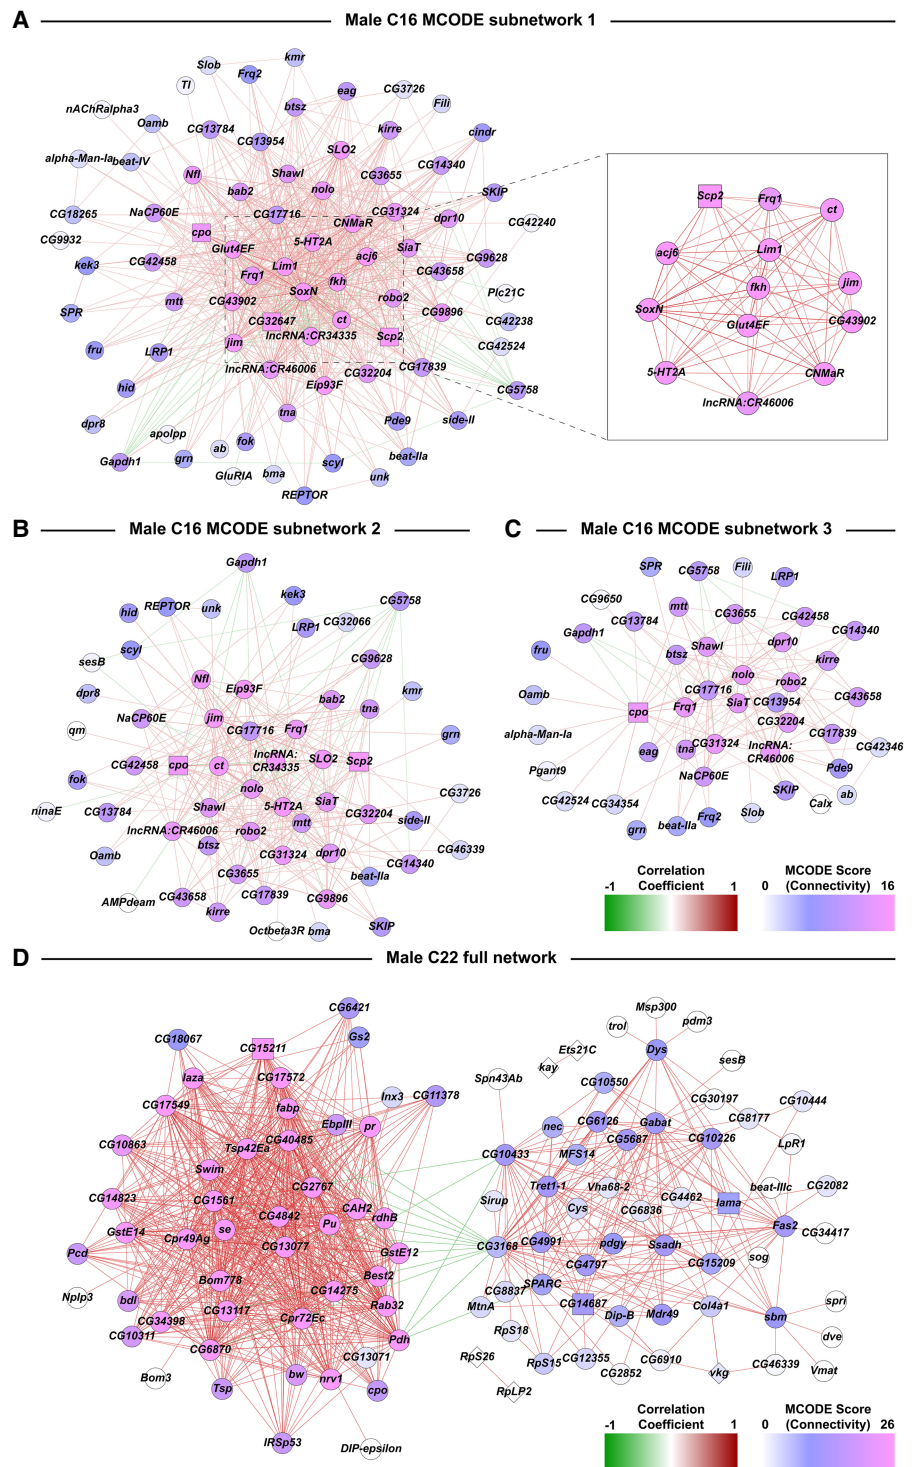 A Male C16 MCODE subnetwork 1
kmr
Slob
Frq2
Tl
eag
CG3726
nAChRalpha3
btsz
Fili
Oamb
CG13784
CG13954
kirre
cindr
SLO2
alpha-Man-Ia
beat-IV
CG14340
Nfl
Shawl
CG3655
bab2
nolo
SKIP
CG18265
NaCP60E
CG17716
CG31324
CNMaR
dpr10
CG42240
cpo
CG9932
Glut4EF
5-HT2A
SiaT
acj6
CG9628
kek3
CG42458
Lim1
Frq1
CG43658
fkh
SoxN
Plc21C
mtt
CG43902
robo2
SPR
CG9896
CG42238
CG32647
ct
lncRNA:CR34335
Scp2
jim
CG42524
fru
LRP1
lncRNA:CR46006
CG32204
CG17839
hid
Eip93F
CG5758
tna
dpr8
Pde9
side-II
apolpp
ab
fok
Gapdh1
grn
GluRIA
bma
scyl
beat-IIa
unk
REPTOR
Scp2
Frq1
ct
acj6
Lim1
fkh
jim
SoxN
Glut4EF
CG43902
5-HT2A
CNMaR
lncRNA:CR46006
B Male C16 MCODE subnetwork 2
Gapdh1
kek3
CG5758
hid
REPTOR
unk
LRP1
CG32066
scyl
sesB
CG9628
Nfl
Eip93F
dpr8
bab2
kmr
tna
NaCP60E
jim
qm
CG17716
Frq1
grn
lncRNA:
CR34335
SLO2
Scp2
CG42458
cpo
ct
fok
nolo
CG3726
ninaE
CG13784
Shawl
5-HT2A
SiaT
mtt
CG32204
side-II
lncRNA:CR46006
robo2
btsz
Oamb
CG31324
dpr10
CG46339
CG14340
CG3655
beat-IIa
AMPdeam
CG43658
CG17839
CG9896
kirre
Octbeta3R
bma
SKIP
C Male C16 MCODE subnetwork 3
SPR
CG5758
Fili
LRP1
CG9650
mtt
CG13784
CG3655
CG42458
Gapdh1
CG14340
dpr10
Shawl
fru
btsz
kirre
nolo
robo2
Oamb
CG17716
CG43658
Frq1
SiaT
CG13954
cpo
CG32204
alpha-Man-Ia
CG17839
CG31324
eag
tna
lncRNA:
CR46006
CG42346
Pgant9
NaCP60E
Pde9
SKIP
ab
CG42524
CG34354
Calx
Slob
Frq2
grn
beat-IIa
Correlation
Coefficient
-1 1
MCODE Score
(Connectivity)
0 16
D Male C22 full network
CG6421
Gs2
CG18067
CG15211
laza
CG17572
CG17549
fabp
Inx3
CG11378
EbpIII
pr
CG10863
CG40485
Tsp42Ea
Swim
CG2767
CG14823
CG1561
CAH2
rdhB
CG4842
Pu
GstE14
se
Cpr49Ag
Pcd
CG13077
GstE12
Bom778
Best2
CG14275
Nplp3
bdl
CG13117
Rab32
CG34398
Cpr72Ec
CG10311
Pdh
CG6870
CG13071
Bom3
bw
nrv1
Tsp
cpo
IRSp53
DIP-epsilon
Msp300
trol
pdm3
Ets21C
Dys
kay
sesB
Spn43Ab
CG10550
CG30197
CG10444
nec
CG6126
Gabat
CG8177
CG5687
CG10226
LpR1
CG10433
MFS14
Tret1-1
Vha68-2
beat-IIIc
CG2082
Sirup
CG4462
lama
Cys
CG6836
Fas2
CG34417
CG3168
CG4991
pdgy
Ssadh
sog
CG4797
CG15209
SPARC
CG8837
MtnA
CG14687
Col4a1
spri
Dip-B
Mdr49
sbm
RpS18
dve
RpS26
RpS15
CG12355
CG6910
CG2852
vkg
CG46339
Vmat
RpLP2
Correlation
Coefficient
-1 1
MCODE Score
(Connectivity)
0 26